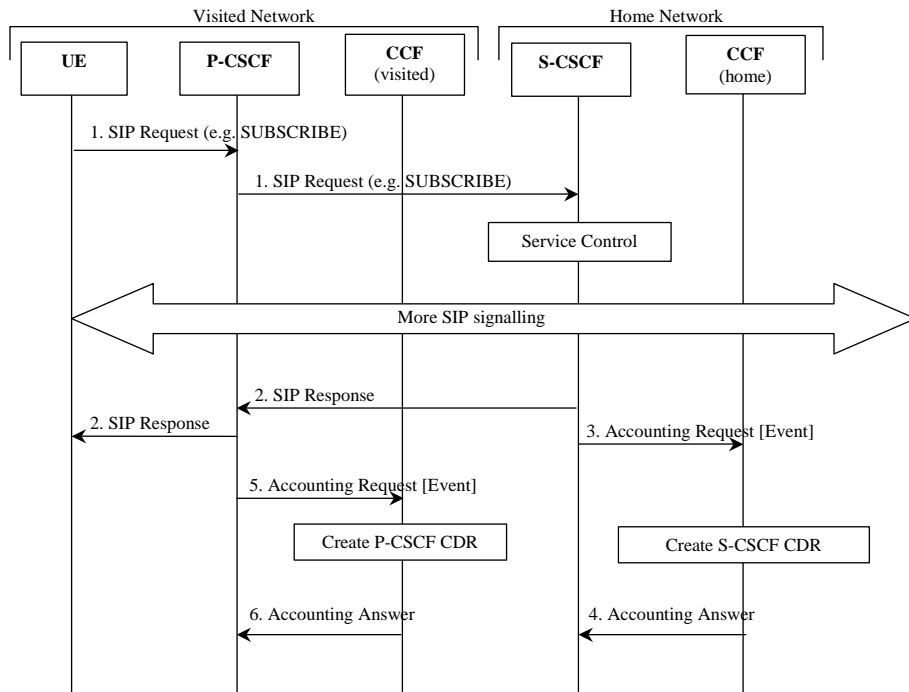 Visited Network
Home Network
UE
P-CSCF
CCF
(visited)
S-CSCF
CCF
(home)
1. SIP Request (e.g. SUBSCRIBE)
1. SIP Request (e.g. SUBSCRIBE)
Service Control
More SIP signalling
2. SIP Response
2. SIP Response
3. Accounting Request [Event]
5. Accounting Request [Event]
Create P-CSCF CDR
Create S-CSCF CDR
6. Accounting Answer
4. Accounting Answer